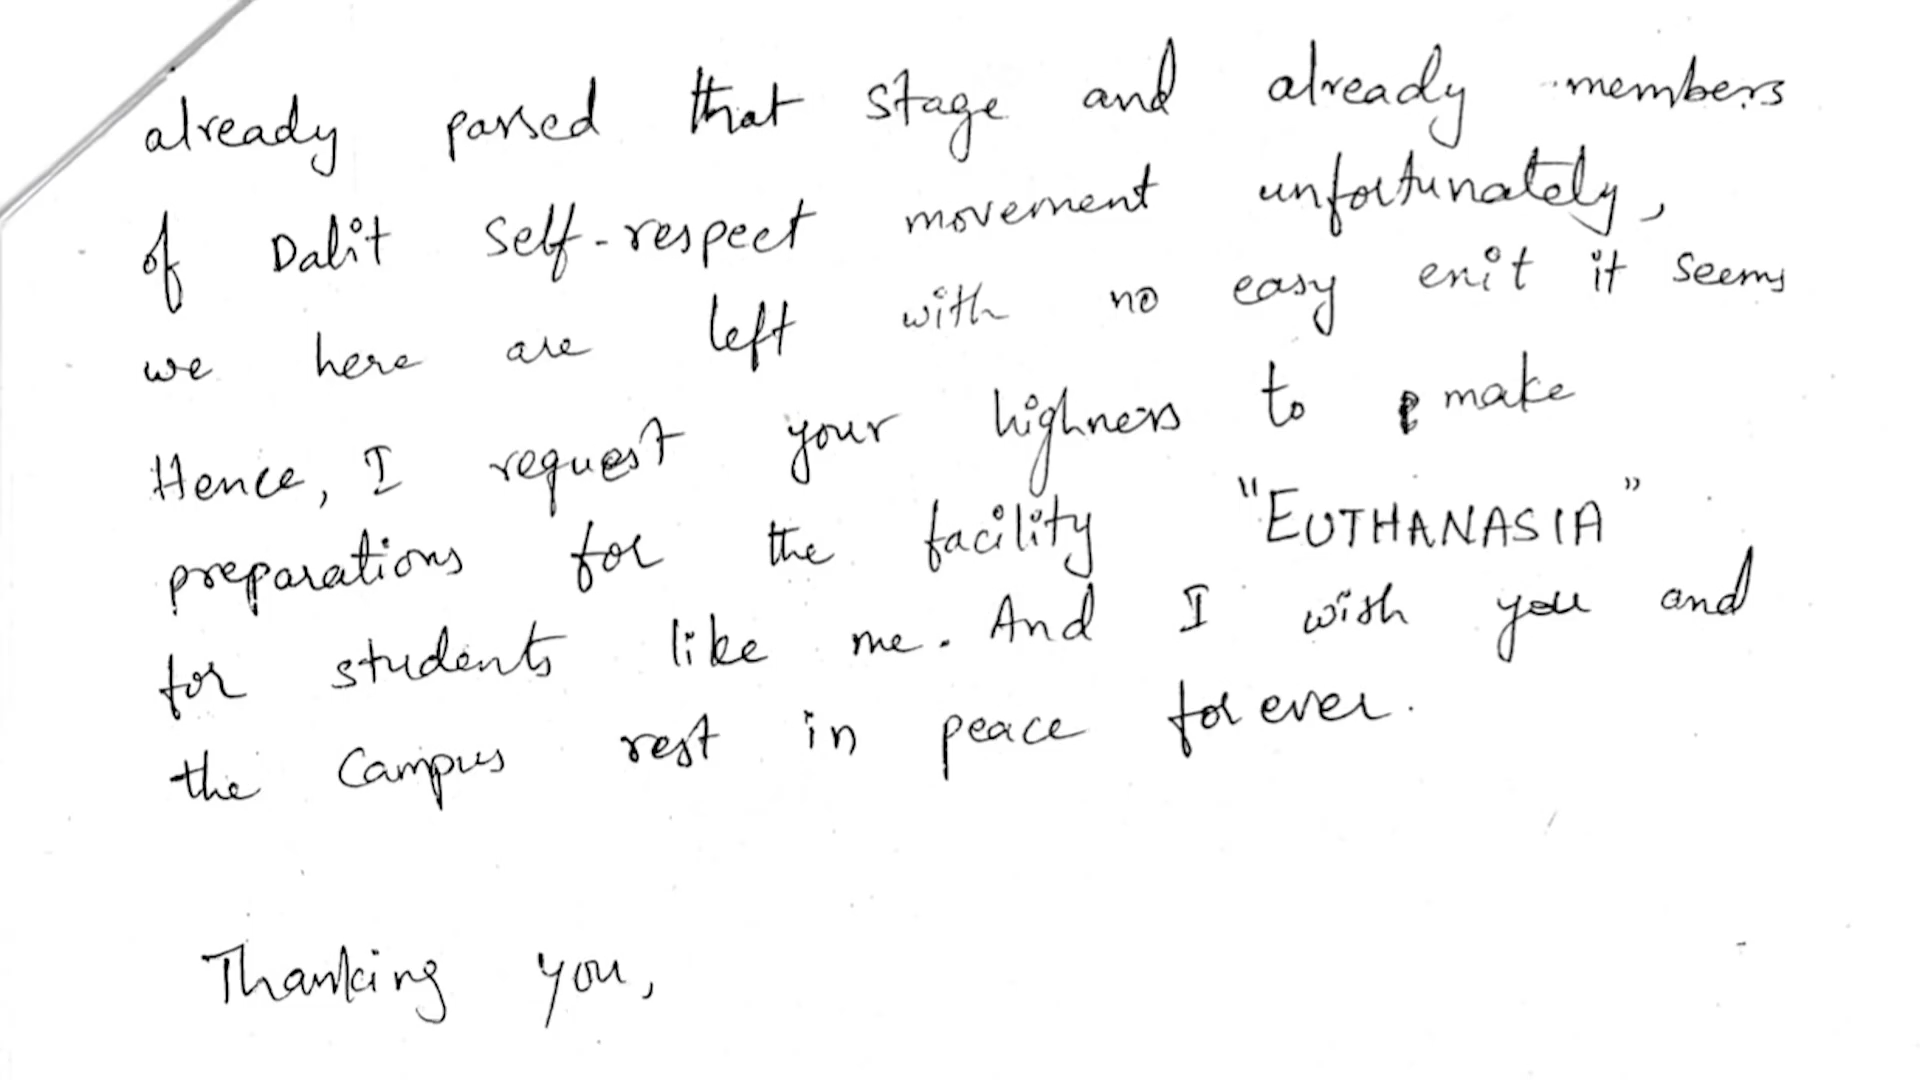 already passed that stage and already members
of Dalit self-respect movement unfortunately,
we here are left with no easy exit it seems
Hence, I request your highness to make
preparations for the facility "EUTHANASIA"
for students like me. And I wish you and
the campus rest in peace forever.
Thanking you,